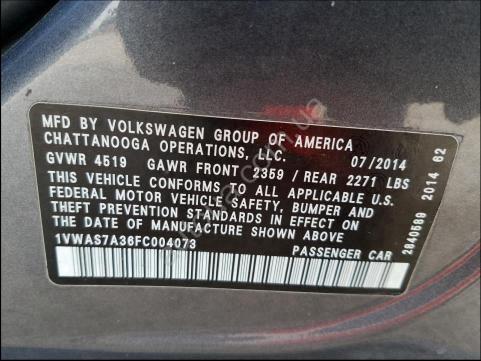 MFD BY VOLKSWAGEN GROUP OF AMERICA
CHATTANOOGA OPERATIONS, LLC. 07/2014
GVWR 4519 GAWR FRONT 2359 / REAR 2271 LBS
THIS VEHICLE CONFORMS TO ALL APPLICABLE U.S.
FEDERAL MOTOR VEHICLE SAFETY, BUMPER AND
THEFT PREVENTION STANDARDS IN EFFECT ON
THE DATE OF MANUFACTURE SHOWN ABOVE.
1VWAS7A36FC004073 PASSENGER CAR
2840589 2014 62